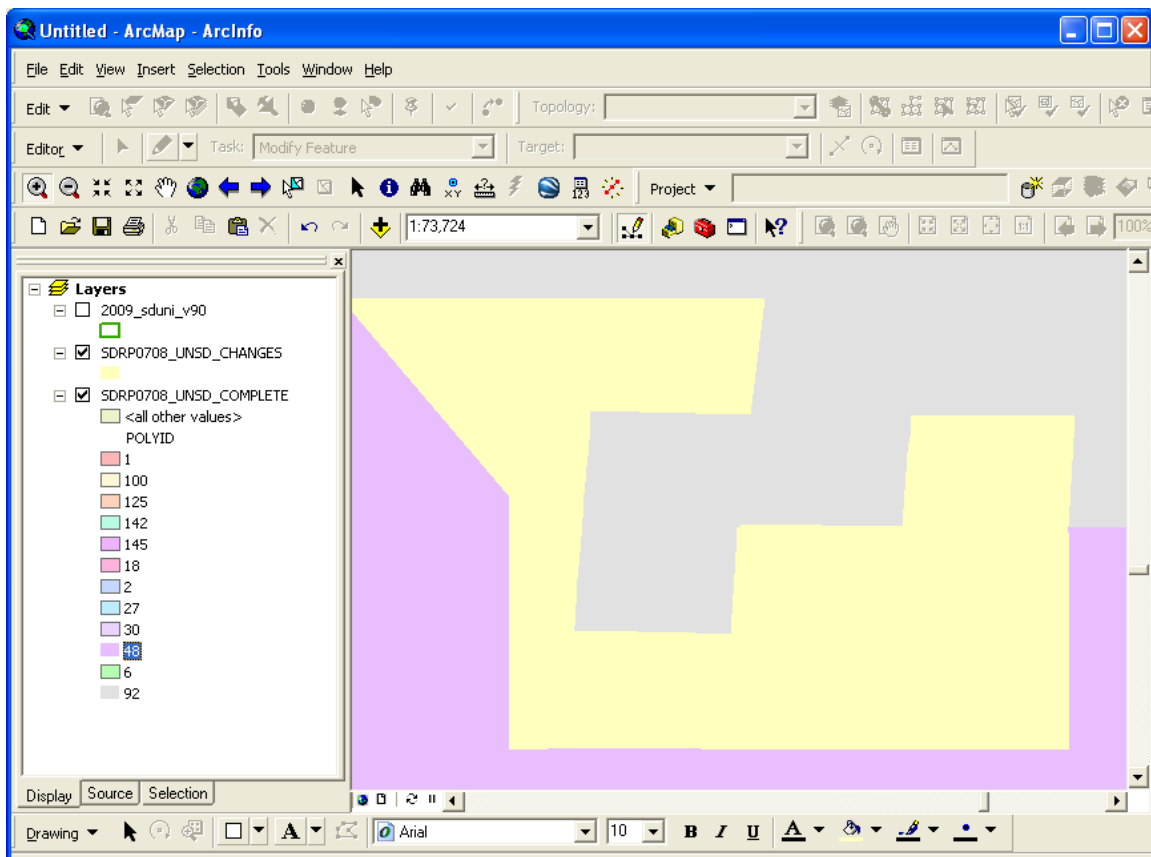 Untitled - ArcMap - ArcInfo
File Edit View Insert Selection Tools Window Help
Edit Topology:
Editor Task: Modify Feature Target:
Project
1:73,724 100%
Layers
2009_sduni_v90
SDRP0708_UNSD_CHANGES
SDRP0708_UNSD_COMPLETE
<all other values>
POLYID
1
100
125
142
145
18
2
27
30
48
6
92
Display Source Selection
Drawing A Arial 10 B I U A